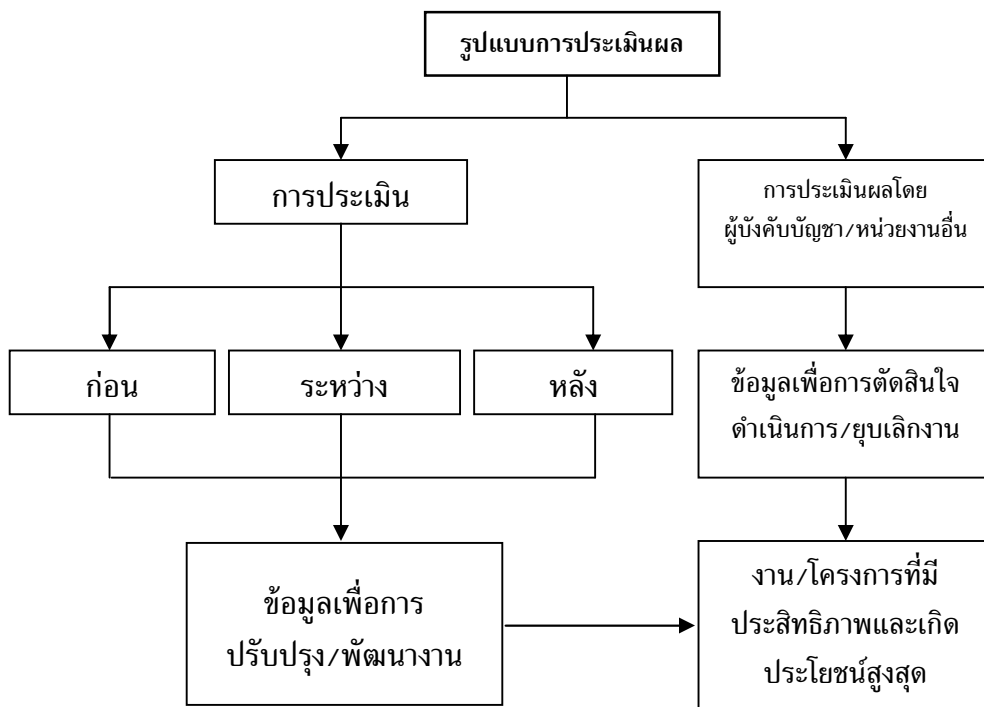 รูปแบบการประเมินผล
การประเมิน
การประเมินผลโดย
ผู้บังคับบัญชา/หน่วยงานอื่น
ก่อน
ระหว่าง
หลัง
ข้อมูลเพื่อการตัดสินใจ
ดำเนินการ/ยุบเลิกงาน
ข้อมูลเพื่อการ
ปรับปรุง/พัฒนางาน
งาน/โครงการที่มี
ประสิทธิภาพและเกิด
ประโยชน์สูงสุด